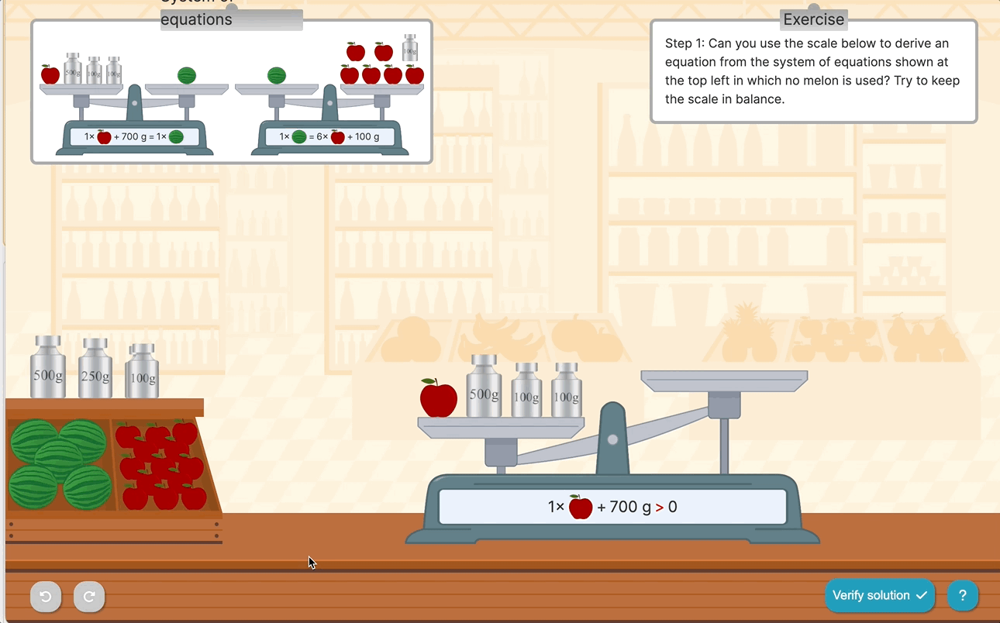 System of
equations
Exercise
Step 1: Can you use the scale below to derive an
equation from the system of equations shown at
the top left in which no melon is used? Try to keep
the scale in balance.
100g
500g 100g 100g
1× + 700 g = 1×
1× = 6× + 100 g
500g 250g 100g
500g 100g 100g
1× + 700 g > 0
Verify solution ?